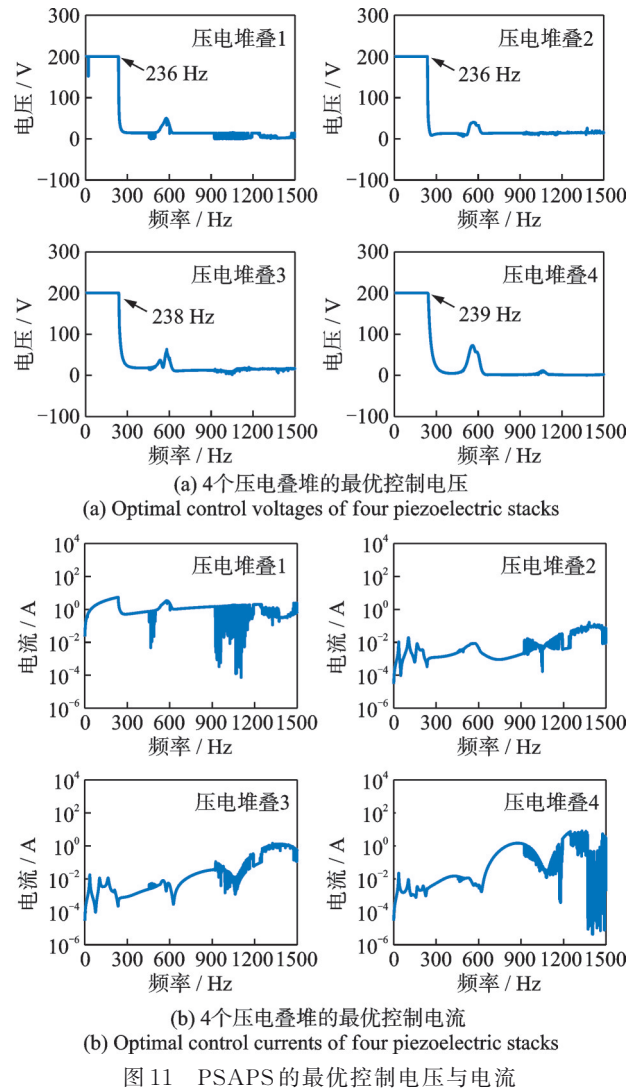 压电堆叠1
236 Hz
电压 / V
300
200
100
0
−100
0 300 600 900 1200 1500
频率 / Hz
压电堆叠2
236 Hz
电压 / V
300
200
100
0
−100
0 300 600 900 1200 1500
频率 / Hz
压电堆叠3
238 Hz
电压 / V
300
200
100
0
−100
0 300 600 900 1200 1500
频率 / Hz
压电堆叠4
239 Hz
电压 / V
300
200
100
0
−100
0 300 600 900 1200 1500
频率 / Hz
(a) 4个压电叠堆的最优控制电压
(a) Optimal control voltages of four piezoelectric stacks
压电堆叠1
电流 / A
10⁴
10²
10⁰
10⁻²
10⁻⁴
10⁻⁶
0 300 600 900 1200 1500
频率 / Hz
压电堆叠2
电流 / A
10⁴
10²
10⁰
10⁻²
10⁻⁴
10⁻⁶
0 300 600 900 1200 1500
频率 / Hz
压电堆叠3
电流 / A
10⁴
10²
10⁰
10⁻²
10⁻⁴
10⁻⁶
0 300 600 900 1200 1500
频率 / Hz
压电堆叠4
电流 / A
10⁴
10²
10⁰
10⁻²
10⁻⁴
10⁻⁶
0 300 600 900 1200 1500
频率 / Hz
(b) 4个压电叠堆的最优控制电流
(b) Optimal control currents of four piezoelectric stacks
图 11 PSAPS的最优控制电压与电流